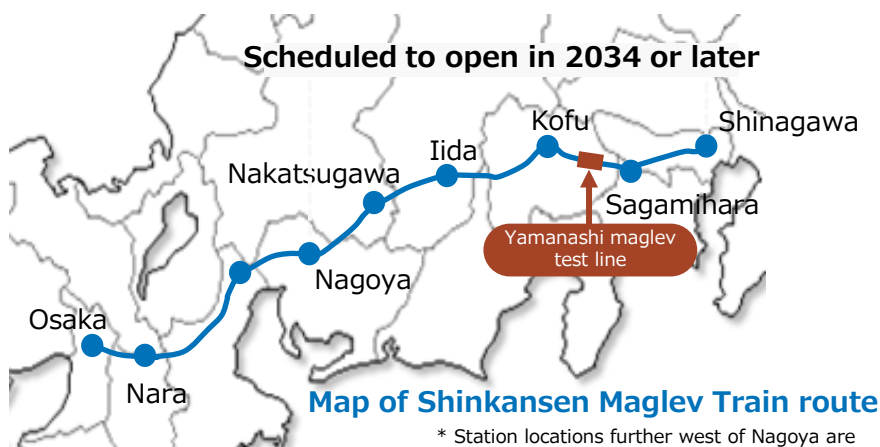 Scheduled to open in 2034 or later
Kofu
Shinagawa
Iida
Nakatsugawa
Sagamihara
Yamanashi maglev
test line
Nagoya
Osaka
Nara
Map of Shinkansen Maglev Train route
* Station locations further west of Nagoya are